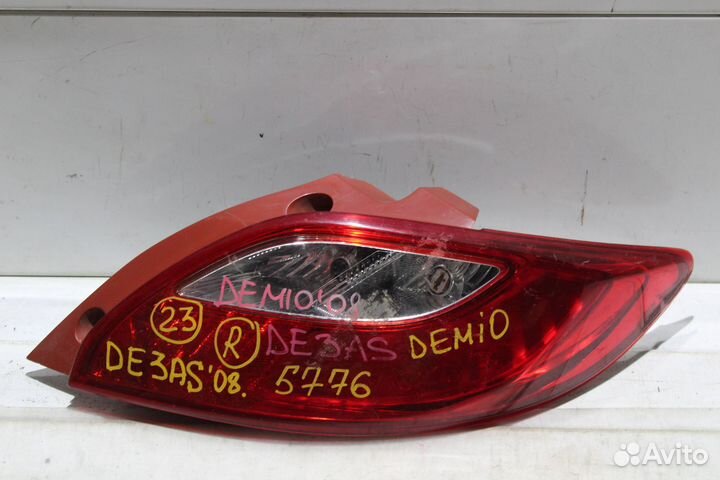 DEMIO'08
23 R DE3AS DEMIO
DE3AS'08. 5776
Avito